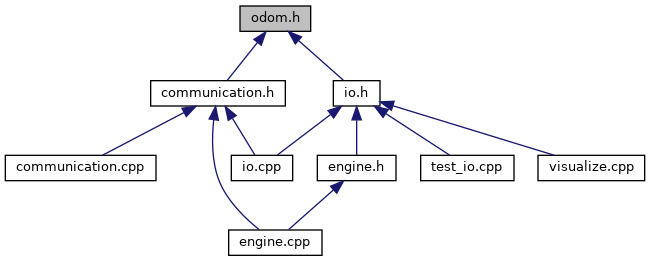 odom.h
communication.h
io.h
communication.cpp
io.cpp
engine.h
test_io.cpp
visualize.cpp
engine.cpp